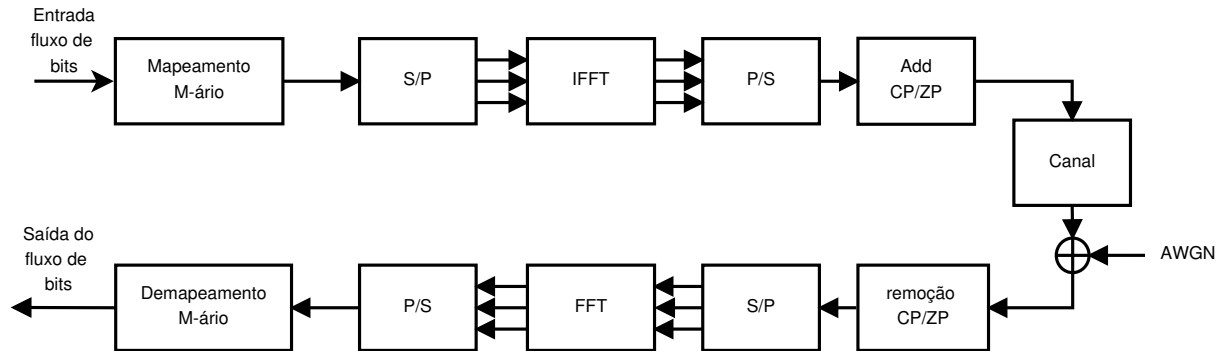 Entrada
fluxo de
bits
Mapeamento
M-ário
S/P
IFFT
P/S
Add
CP/ZP
Canal
AWGN
remoção
CP/ZP
S/P
FFT
P/S
Demapeamento
M-ário
Saída do
fluxo de
bits